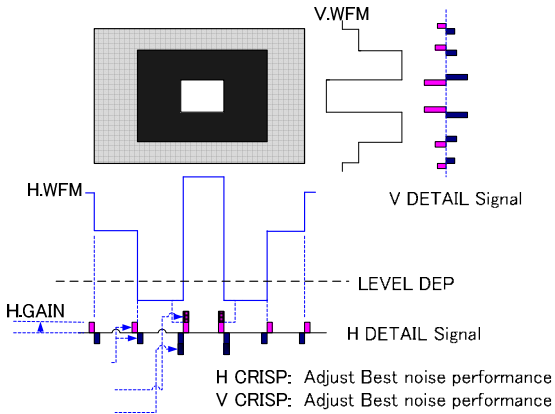 V.WFM
H.WFM
V DETAIL Signal
LEVEL DEP
H.GAIN
H DETAIL Signal
H CRISP: Adjust Best noise performance
V CRISP: Adjust Best noise performance